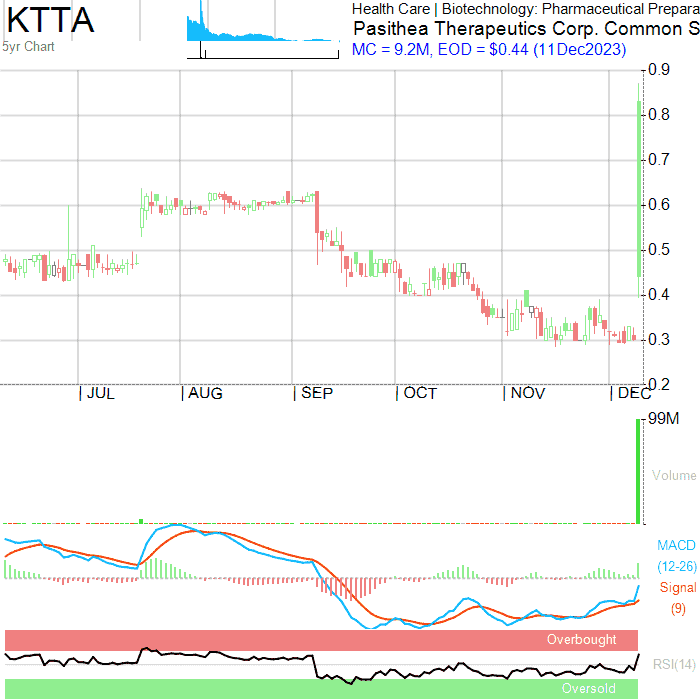 KTTA
5yr Chart
Health Care | Biotechnology: Pharmaceutical Prepara
Pasithea Therapeutics Corp. Common S
MC = 9.2M, EOD = $0.44 (11Dec2023)
0.9
0.8
0.7
0.6
0.5
0.4
0.3
0.2
| JUL | AUG | SEP | OCT | NOV | DEC
99M
Volume
MACD
(12-26)
Signal
(9)
Overbought
RSI(14)
Oversold